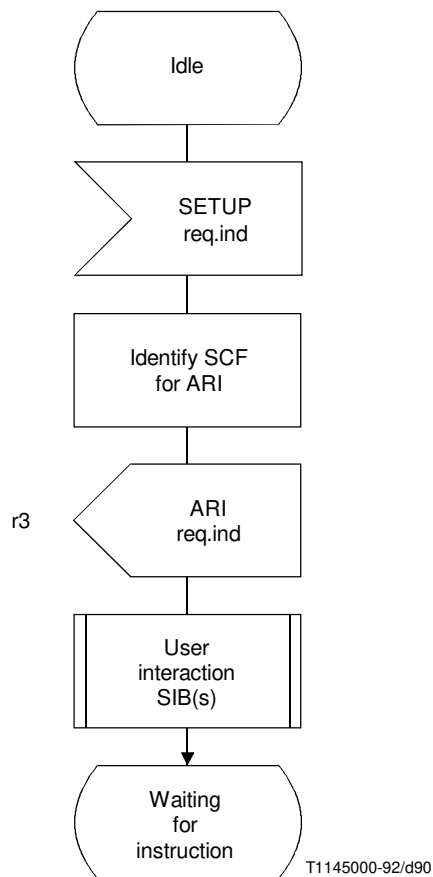 Idle
SETUP
req.ind
Identify SCF
for ARI
r3
ARI
req.ind
User
interaction
SIB(s)
Waiting
for
instruction
T1145000-92/d90